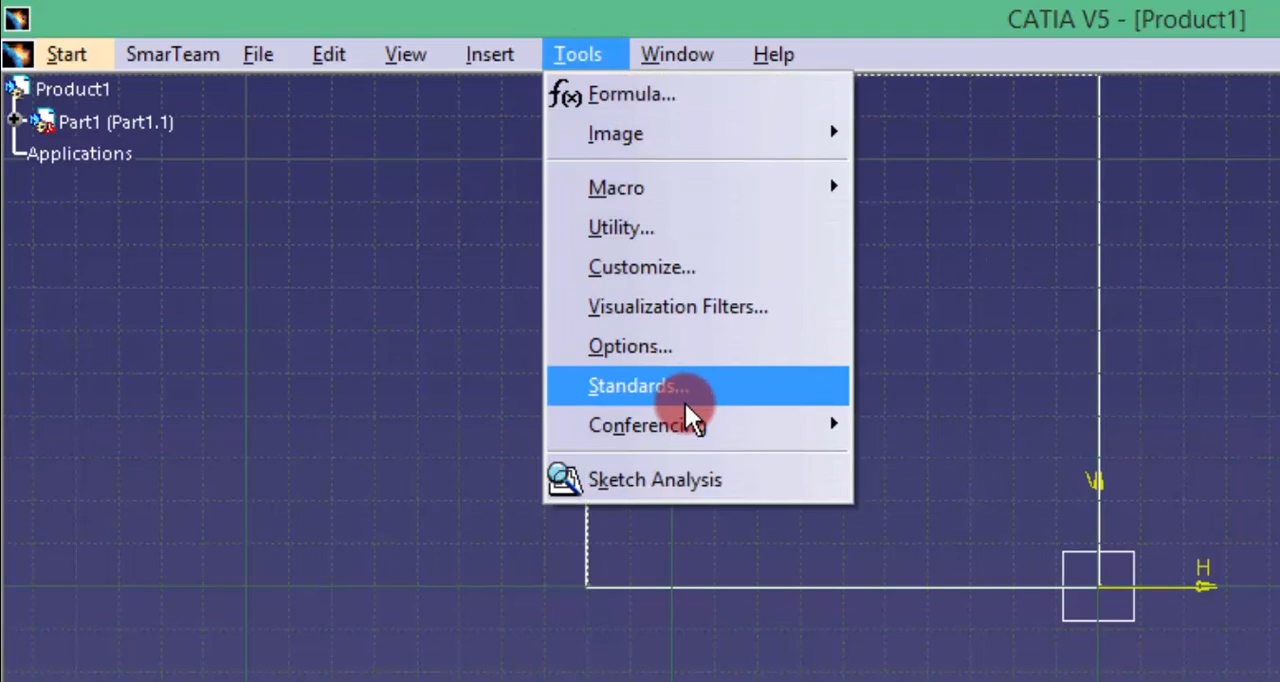 CATIA V5 - [Product1]
Start SmarTeam File Edit View Insert Tools Window Help
Product1
Part1 (Part1.1)
Applications
f(x) Formula...
Image
Macro
Utility...
Customize...
Visualization Filters...
Options...
Standards...
Conferencing
Sketch Analysis
V
H